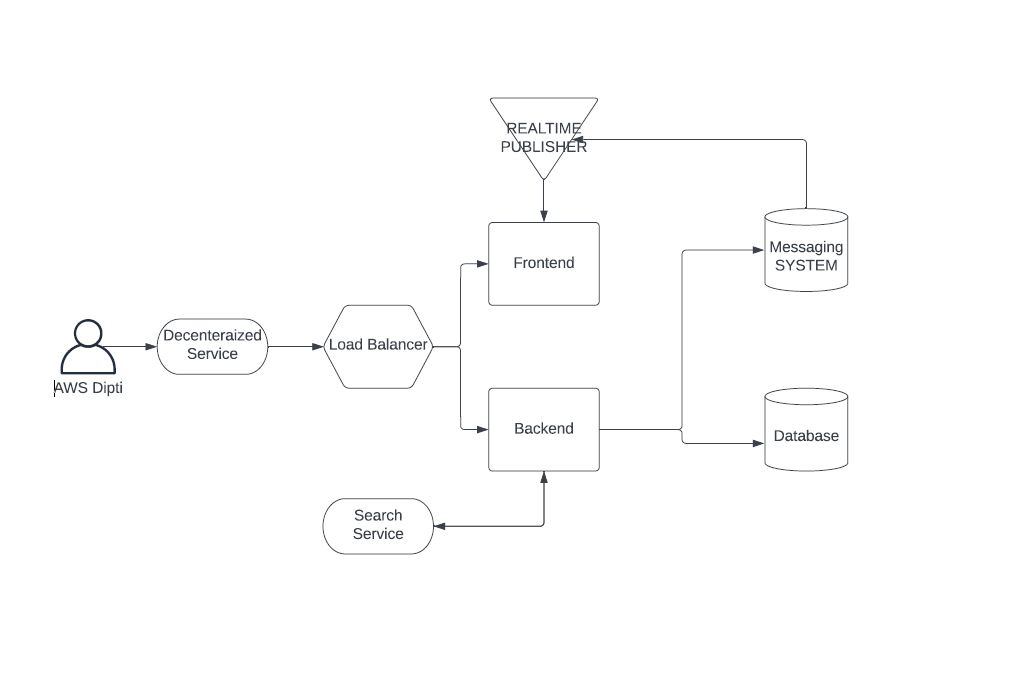 REALTIME
PUBLISHER
Messaging
SYSTEM
Frontend
Decenteraized
Service
Load Balancer
AWS Dipti
Backend
Database
Search
Service